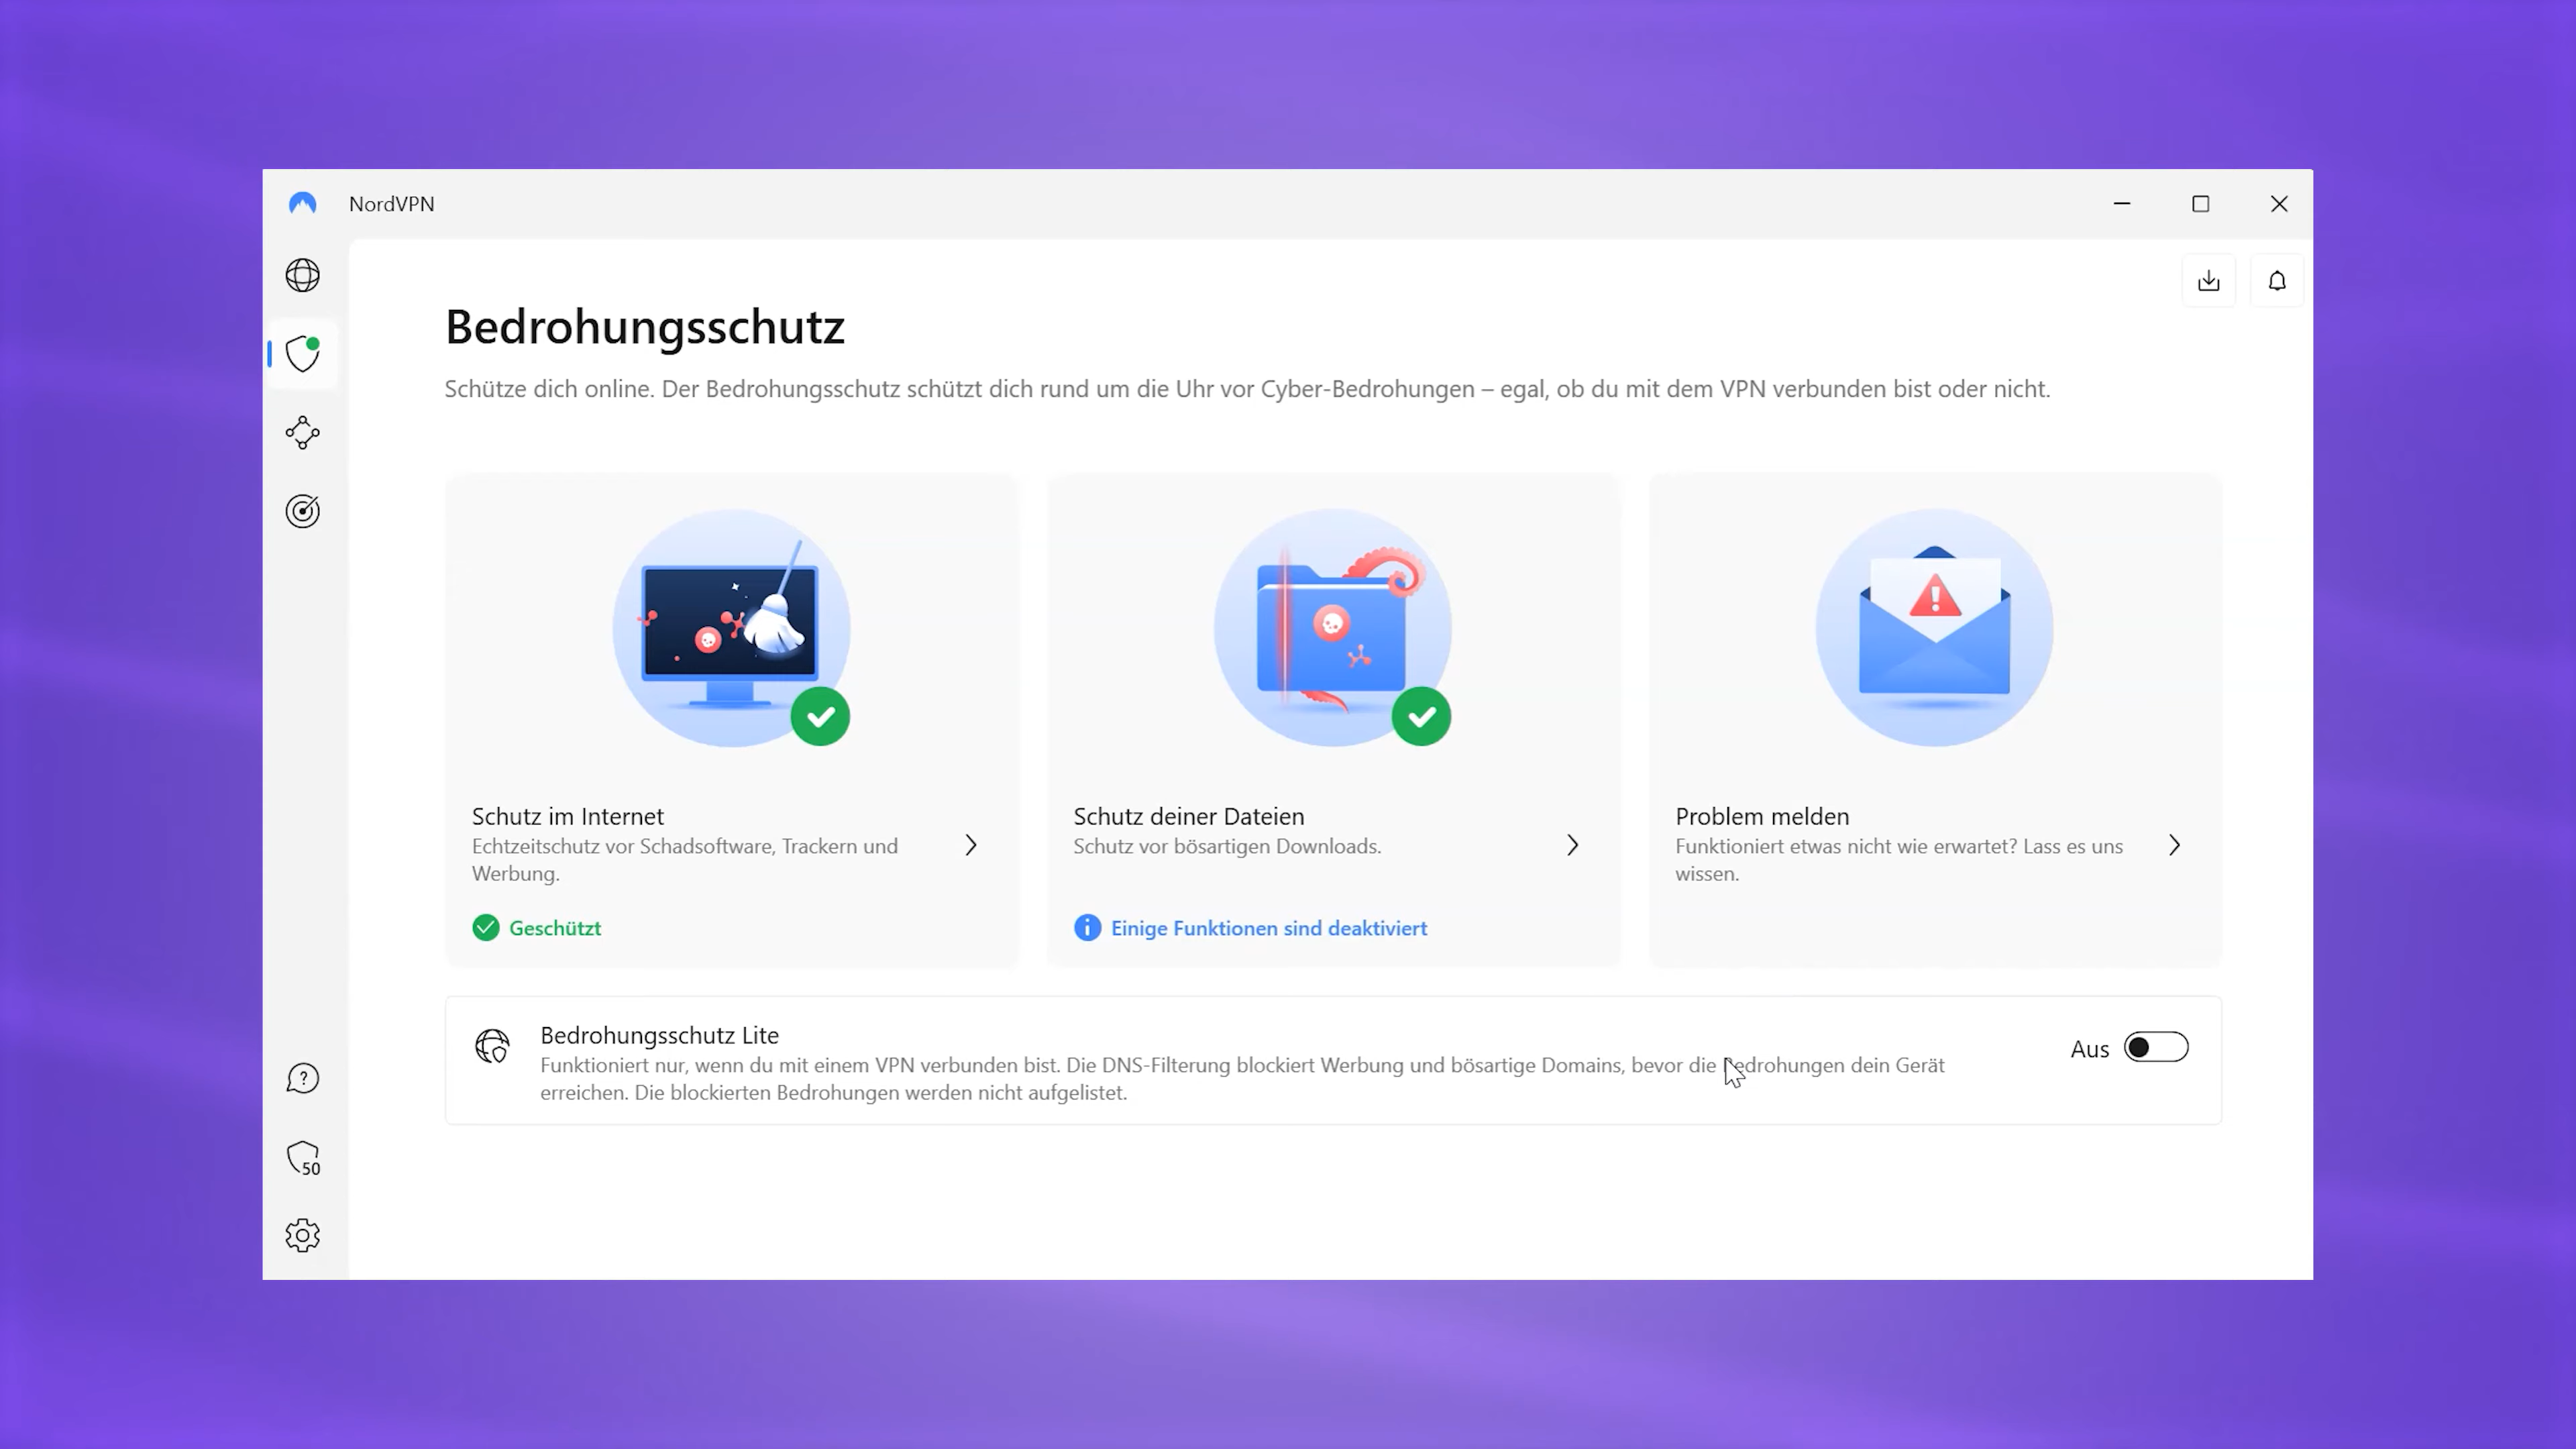 NordVPN
Bedrohungsschutz
Schütze dich online. Der Bedrohungsschutz schützt dich rund um die Uhr vor Cyber-Bedrohungen – egal, ob du mit dem VPN verbunden bist oder nicht.
Schutz im Internet
Echtzeitschutz vor Schadsoftware, Trackern und
Werbung.
Geschützt
Schutz deiner Dateien
Schutz vor bösartigen Downloads.
Einige Funktionen sind deaktiviert
Problem melden
Funktioniert etwas nicht wie erwartet? Lass es uns
wissen.
Bedrohungsschutz Lite
Funktioniert nur, wenn du mit einem VPN verbunden bist. Die DNS-Filterung blockiert Werbung und bösartige Domains, bevor die Bedrohungen dein Gerät
erreichen. Die blockierten Bedrohungen werden nicht aufgelistet.
Aus
50